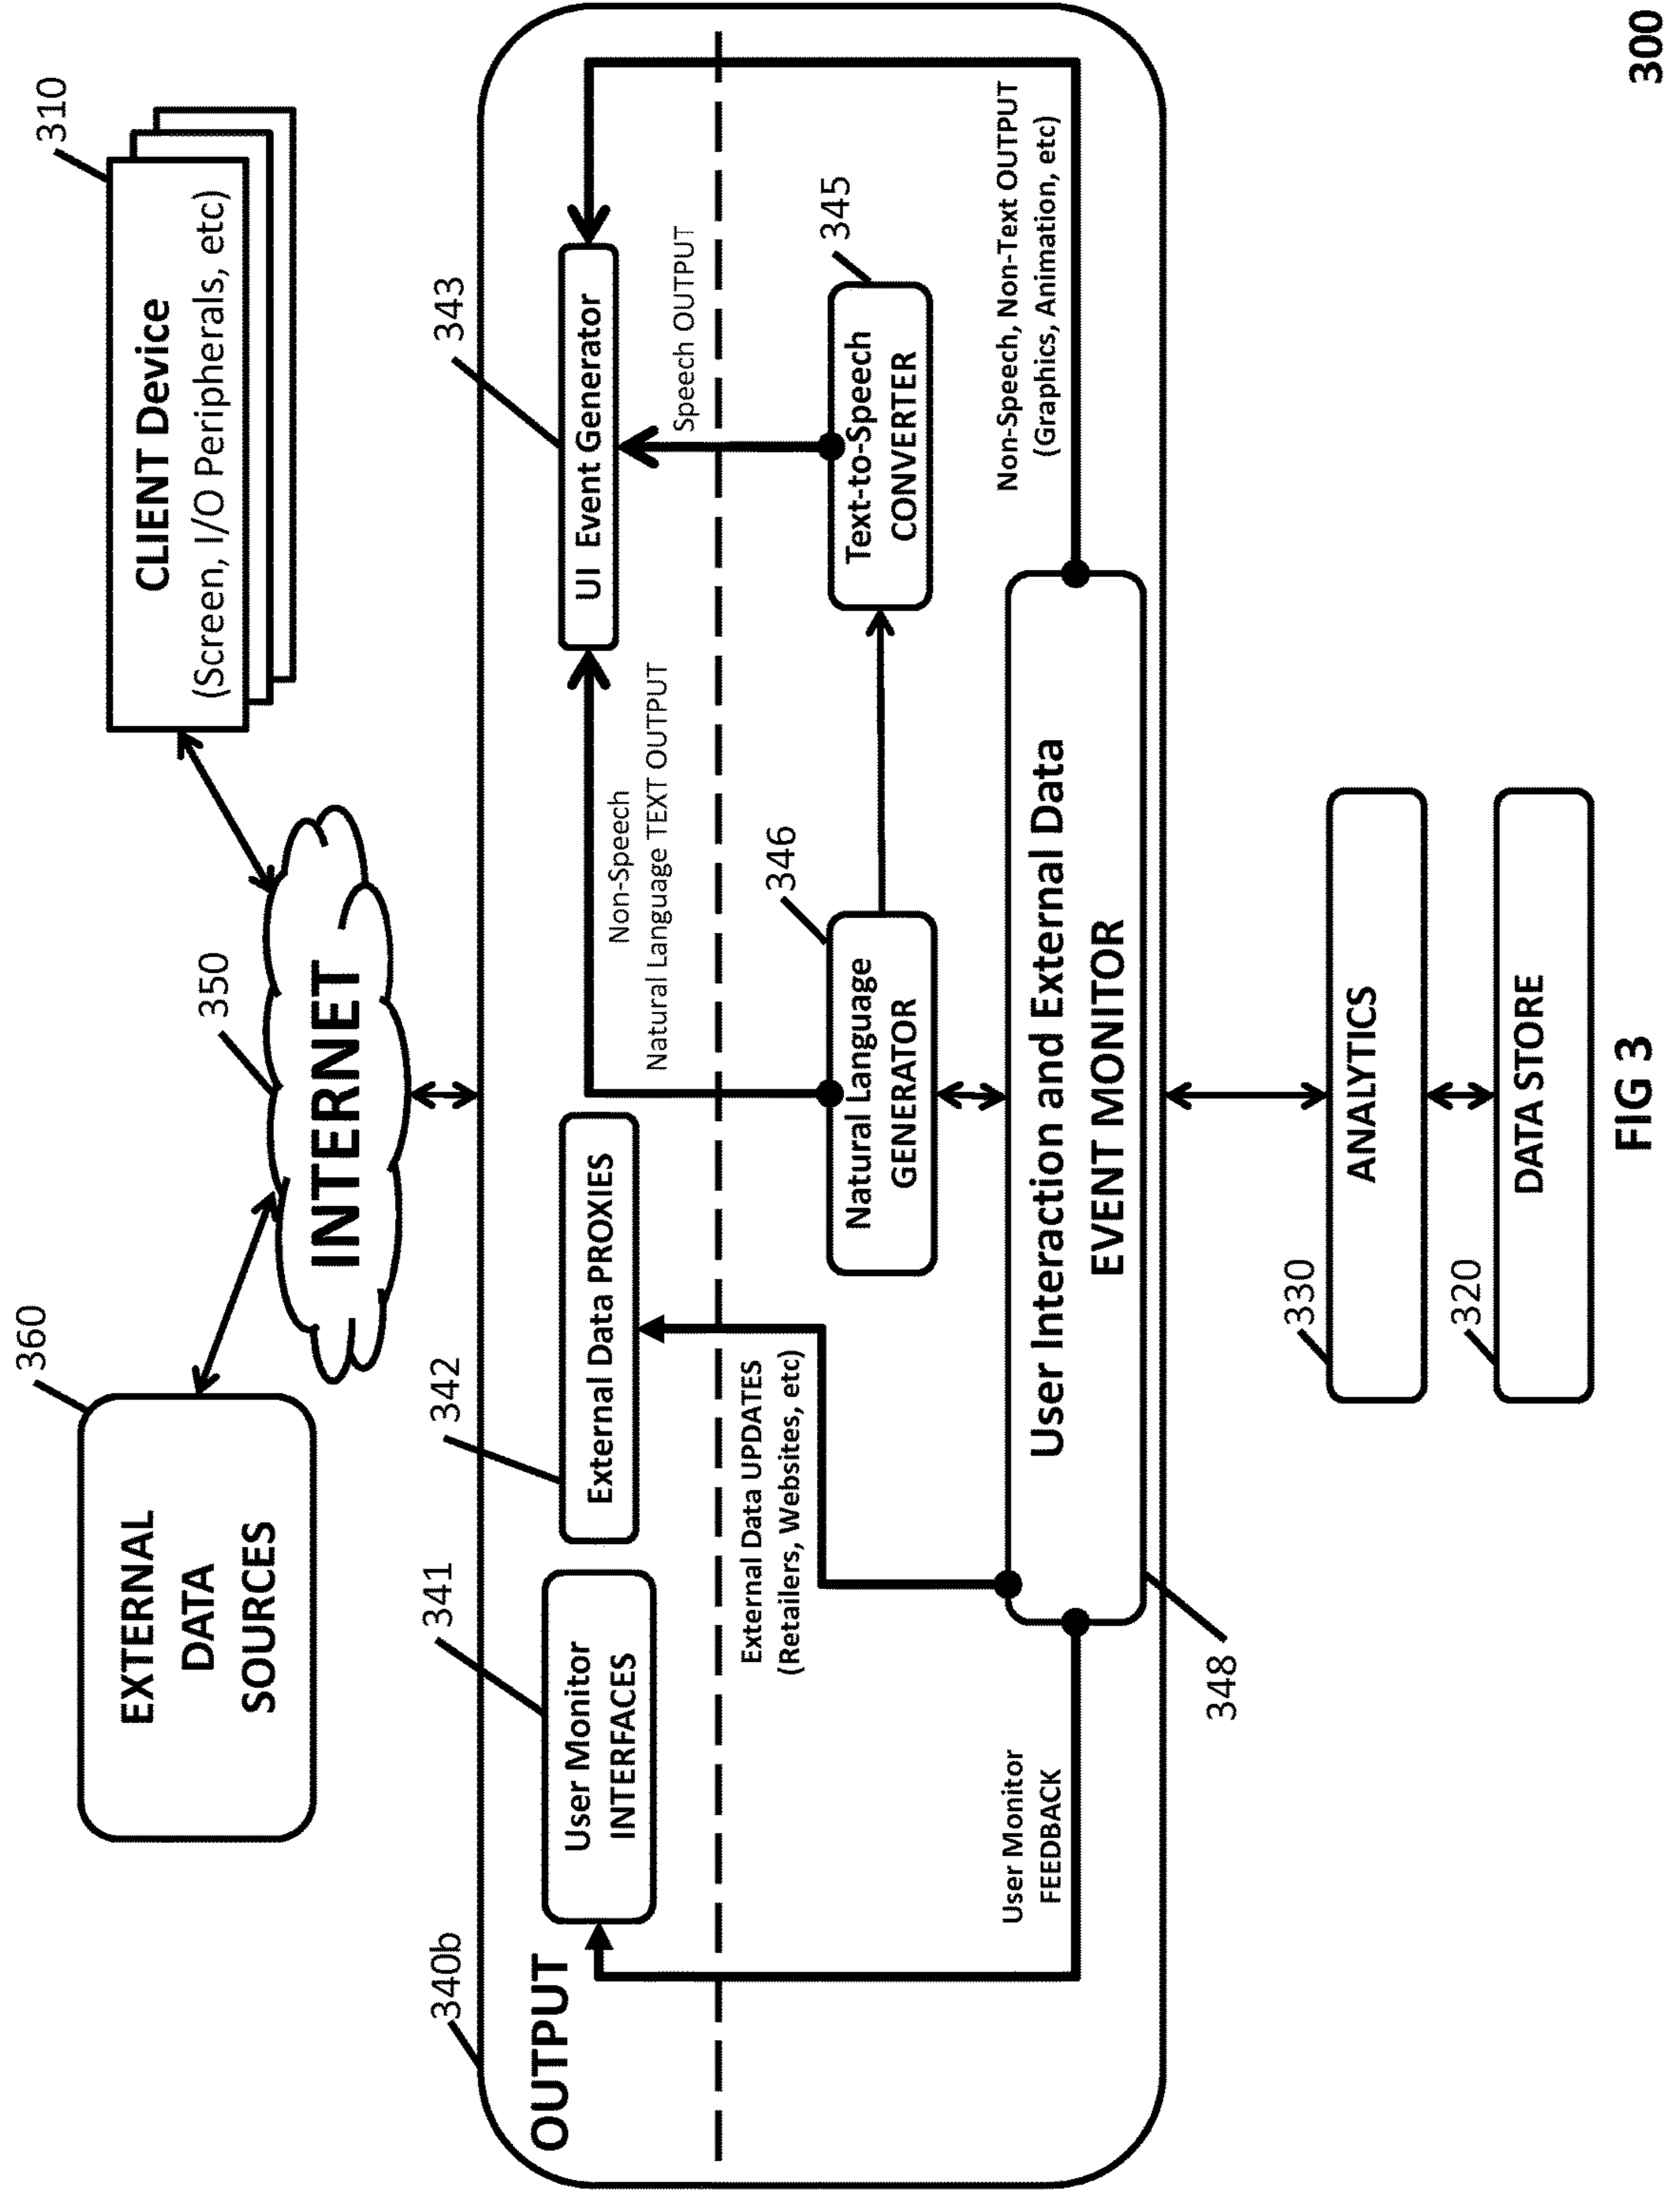 360
EXTERNAL
DATA
SOURCES
350
INTERNET
310
CLIENT Device
(Screen, I/O Peripherals, etc)
340b
OUTPUT
341
User Monitor
INTERFACES
342
External Data PROXIES
343
UI Event Generator
Non-Speech
Natural Language TEXT OUTPUT
Speech OUTPUT
External Data UPDATES
(Retailers, Websites, etc)
346
Natural Language
GENERATOR
345
Text-to-Speech
CONVERTER
User Monitor
FEEDBACK
Non-Speech, Non-Text OUTPUT
(Graphics, Animation, etc)
User Interaction and External Data
EVENT MONITOR
348
330
ANALYTICS
320
DATA STORE
FIG 3
300